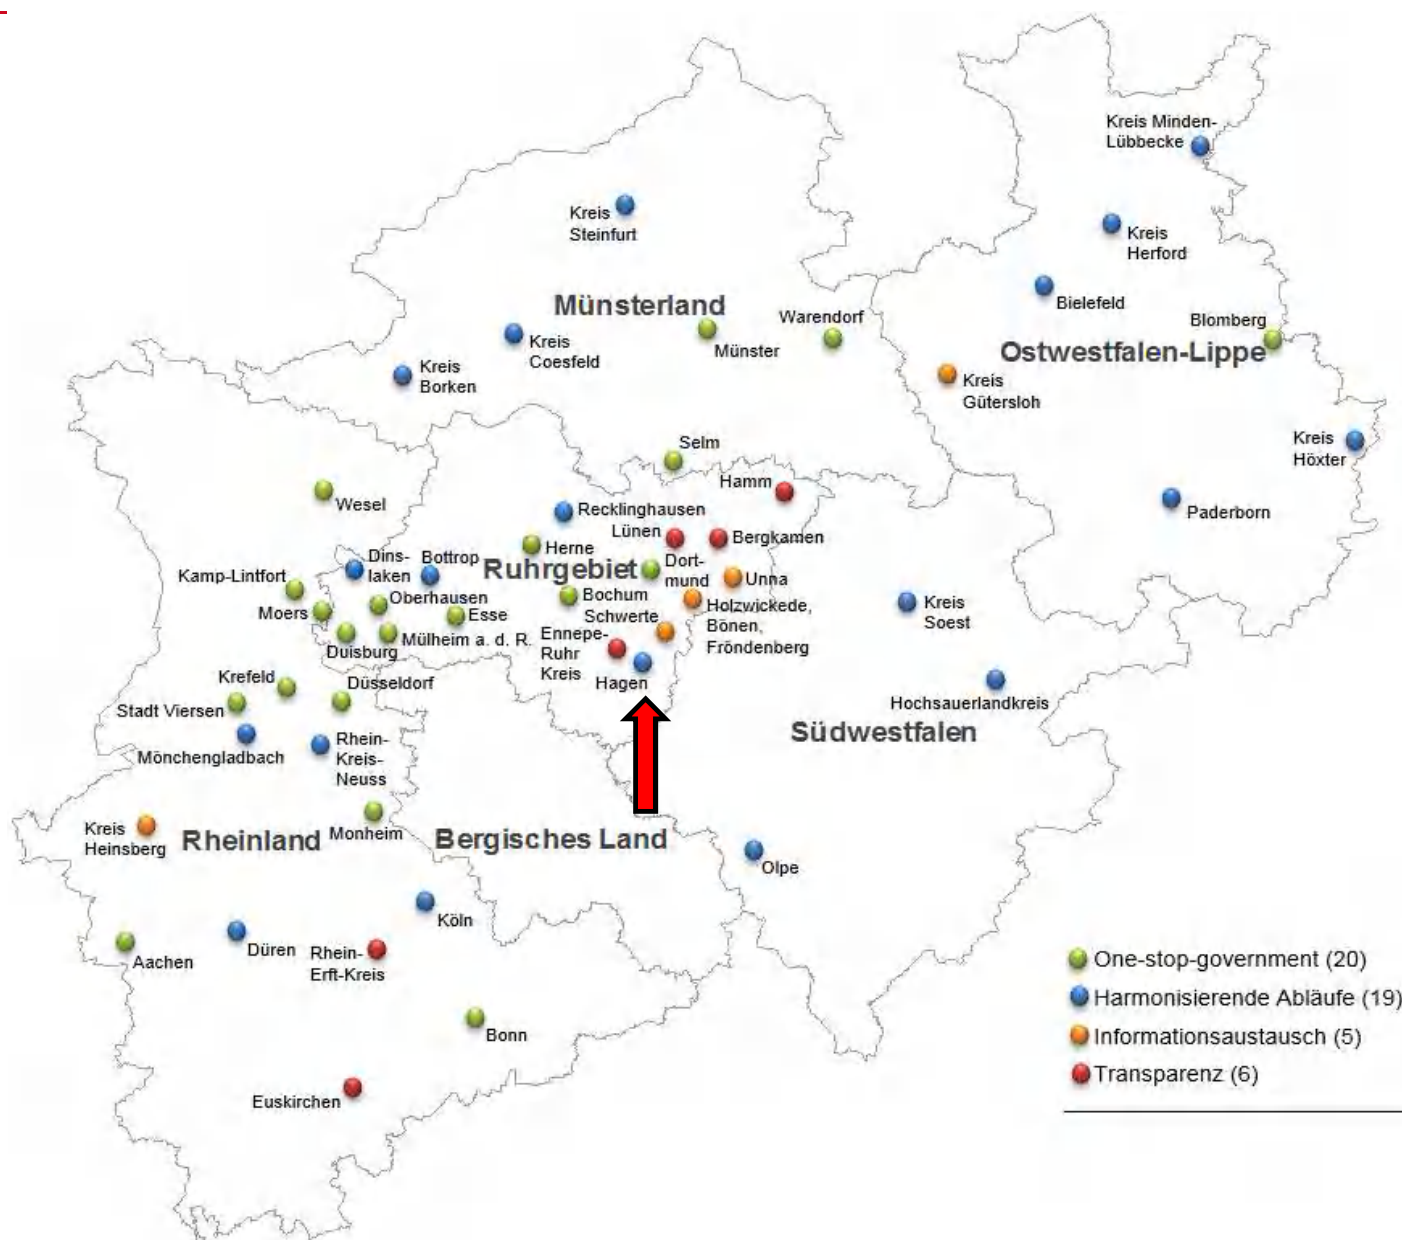 Kreis Minden-
Lübbecke
Kreis
Steinfurt
Kreis
Herford
Bielefeld
Münsterland
Warendorf
Blomberg
Kreis
Coesfeld
Münster
Ostwestfalen-Lippe
Kreis
Borken
Kreis
Gütersloh
Selm
Kreis
Höxter
Hamm
Wesel
Recklinghausen
Paderborn
Lünen
Bergkamen
Herne
Dins-
laken
Bottrop
Ruhrgebiet
Dort-
mund
Unna
Kamp-Lintfort
Oberhausen
Bochum
Moers
Esse
Schwerte
Holzwickede,
Bönen,
Fröndenberg
Kreis
Soest
Duisburg
Mülheim a. d. R.
Ennepe-
Ruhr
Kreis
Hagen
Krefeld
Düsseldorf
Stadt Viersen
Hochsauerlandkreis
Südwestfalen
Mönchengladbach
Rhein-
Kreis-
Neuss
Kreis
Heinsberg
Rheinland
Monheim
Bergisches Land
Olpe
Köln
Aachen
Düren
Rhein-
Erft-Kreis
Bonn
Euskirchen
One-stop-government (20)
Harmonisierende Abläufe (19)
Informationsaustausch (5)
Transparenz (6)